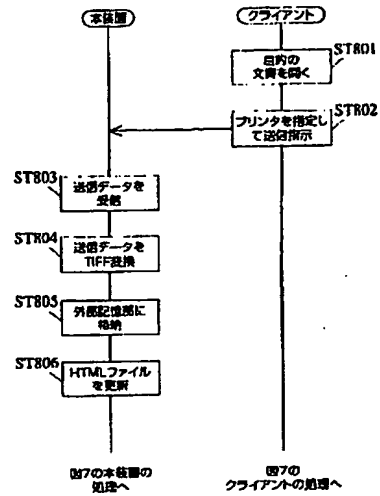 本装置
クライアント
ST801
目的の
文書を開く
ST802
プリンタを指定し
て送信指示
ST803
送信データを
受信
ST804
送信データを
TIFF変換
ST805
外部記憶部に
格納
ST806
HTMLファイル
を更新
図7の本装置の
処理へ
図7の
クライアントの処理へ